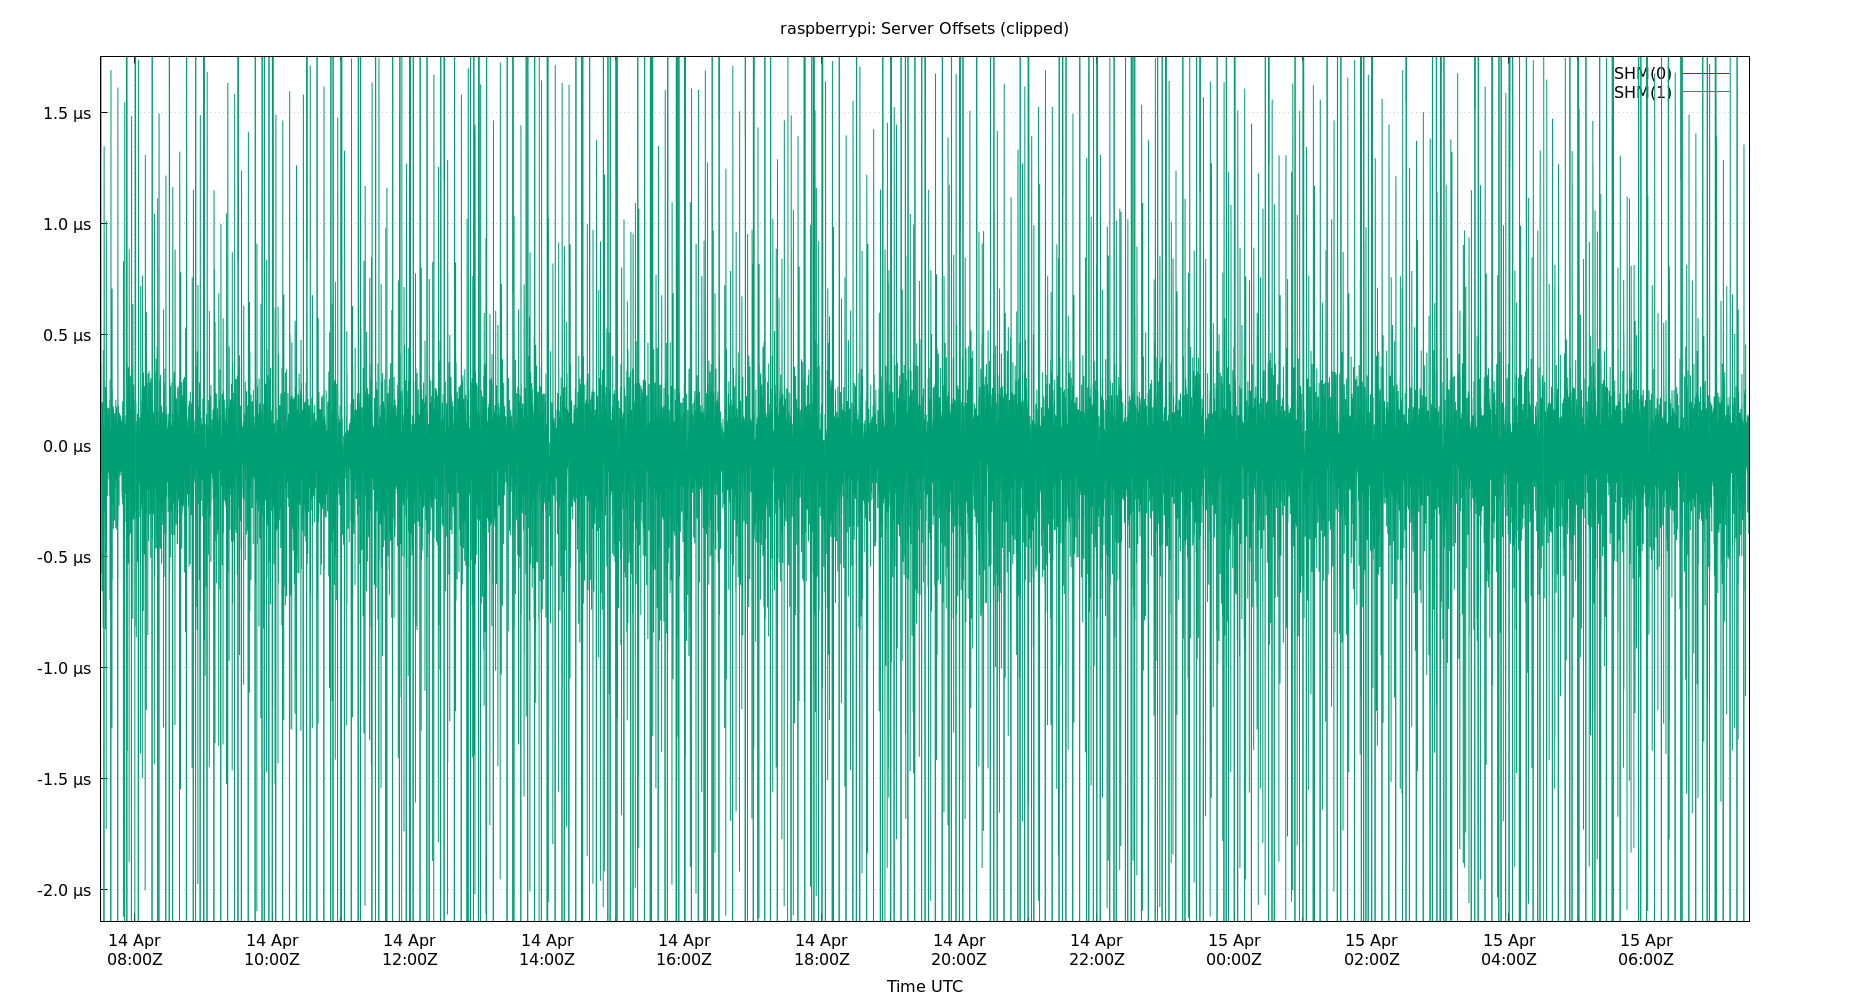 raspberrypi: Server Offsets (clipped)
SHM(0)
SHM(1)
1.5 µs
1.0 µs
0.5 µs
0.0 µs
-0.5 µs
-1.0 µs
-1.5 µs
-2.0 µs
14 Apr 14 Apr 14 Apr 14 Apr 14 Apr 14 Apr 14 Apr 14 Apr 15 Apr 15 Apr 15 Apr 15 Apr
08:00Z 10:00Z 12:00Z 14:00Z 16:00Z 18:00Z 20:00Z 22:00Z 00:00Z 02:00Z 04:00Z 06:00Z
Time UTC